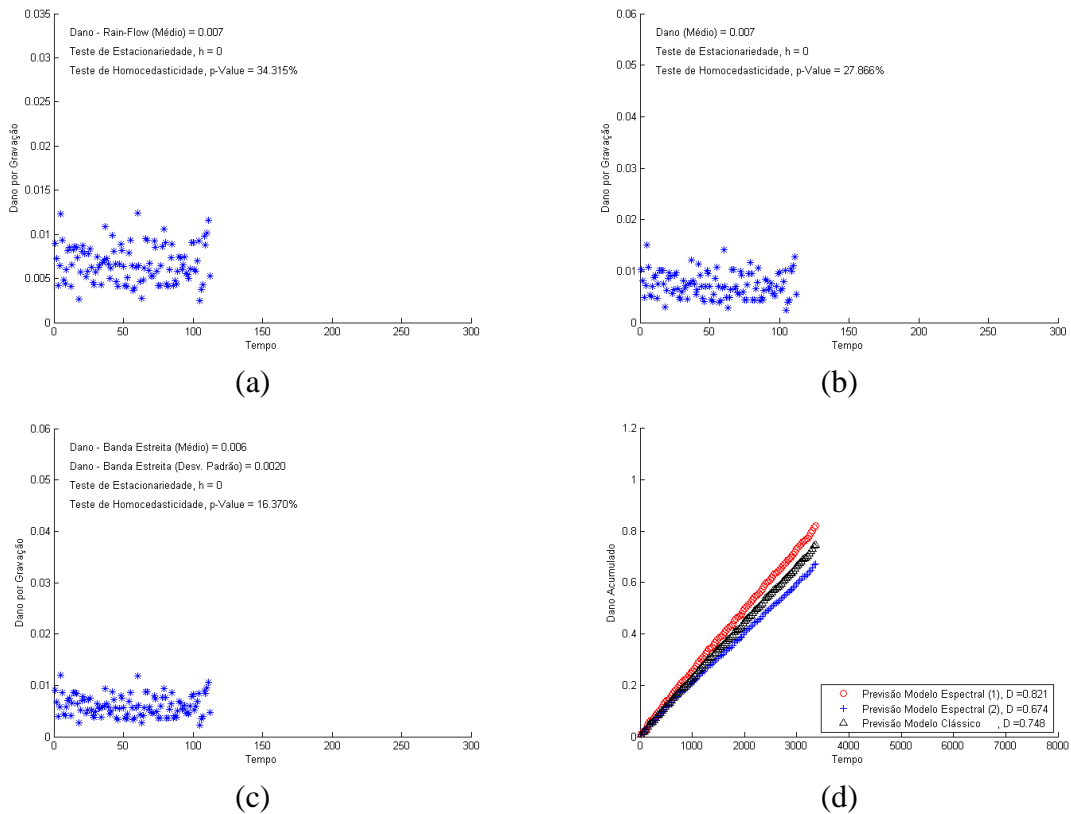 0.035
0.03
0.025
0.02
0.015
0.01
0.005
0
Dano por Gravação
Dano - Rain-Flow (Médio) = 0.007
Teste de Estacionariedade, h = 0
Teste de Homocedasticidade, p-Value = 34.315%
0 50 100 150 200 250 300
Tempo
(a)
0.06
0.05
0.04
0.03
0.02
0.01
0
Dano por Gravação
Dano (Médio) = 0.007
Teste de Estacionariedade, h = 0
Teste de Homocedasticidade, p-Value = 27.866%
0 50 100 150 200 250 300
Tempo
(b)
0.06
0.05
0.04
0.03
0.02
0.01
0
Dano por Gravação
Dano - Banda Estreita (Médio) = 0.006
Dano - Banda Estreita (Desv. Padrão) = 0.0020
Teste de Estacionariedade, h = 0
Teste de Homocedasticidade, p-Value = 16.370%
0 50 100 150 200 250 300
Tempo
(c)
1.2
1
0.8
0.6
0.4
0.2
0
Dano Acumulado
Previsão Modelo Espectral (1), D =0.821
Previsão Modelo Espectral (2), D =0.674
Previsão Modelo Clássico , D =0.748
0 1000 2000 3000 4000 5000 6000 7000 8000
Tempo
(d)